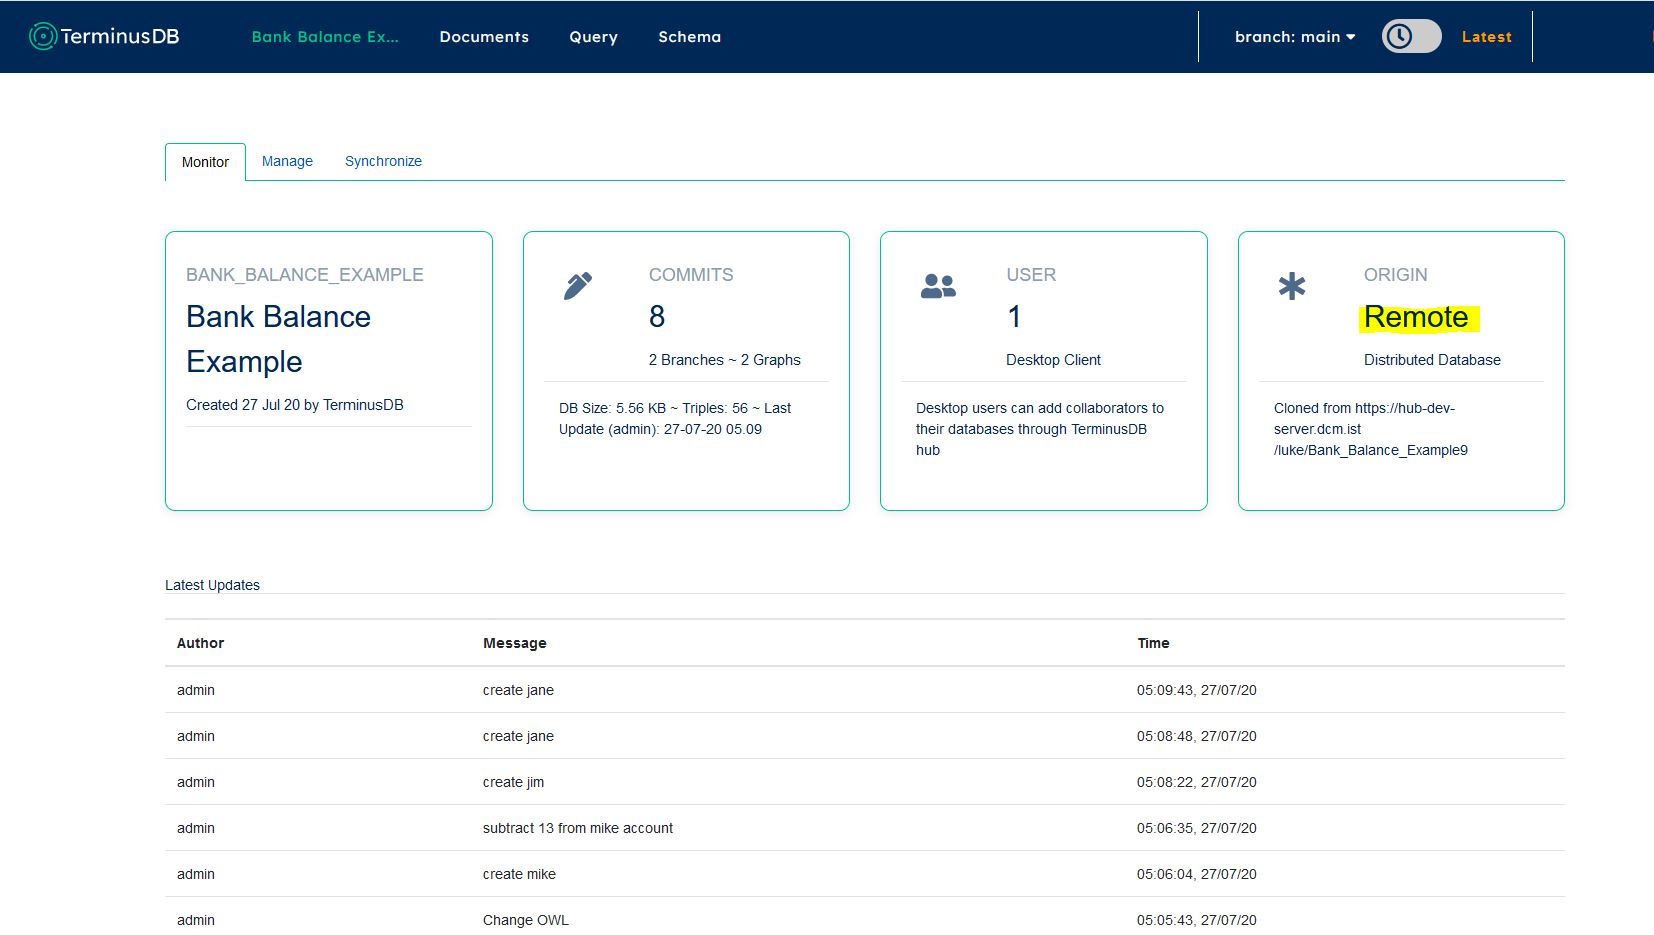 TerminusDB Bank Balance Ex... Documents Query Schema branch: main Latest
Monitor Manage Synchronize
BANK_BALANCE_EXAMPLE
Bank Balance
Example
Created 27 Jul 20 by TerminusDB
COMMITS
8
2 Branches ~ 2 Graphs
DB Size: 5.56 KB ~ Triples: 56 ~ Last
Update (admin): 27-07-20 05.09
USER
1
Desktop Client
Desktop users can add collaborators to
their databases through TerminusDB
hub
ORIGIN
Remote
Distributed Database
Cloned from https://hub-dev-
server.dcm.ist
/luke/Bank_Balance_Example9
Latest Updates
Author Message Time
admin create jane 05:09:43, 27/07/20
admin create jane 05:08:48, 27/07/20
admin create jim 05:08:22, 27/07/20
admin subtract 13 from mike account 05:06:35, 27/07/20
admin create mike 05:06:04, 27/07/20
admin Change OWL 05:05:43, 27/07/20